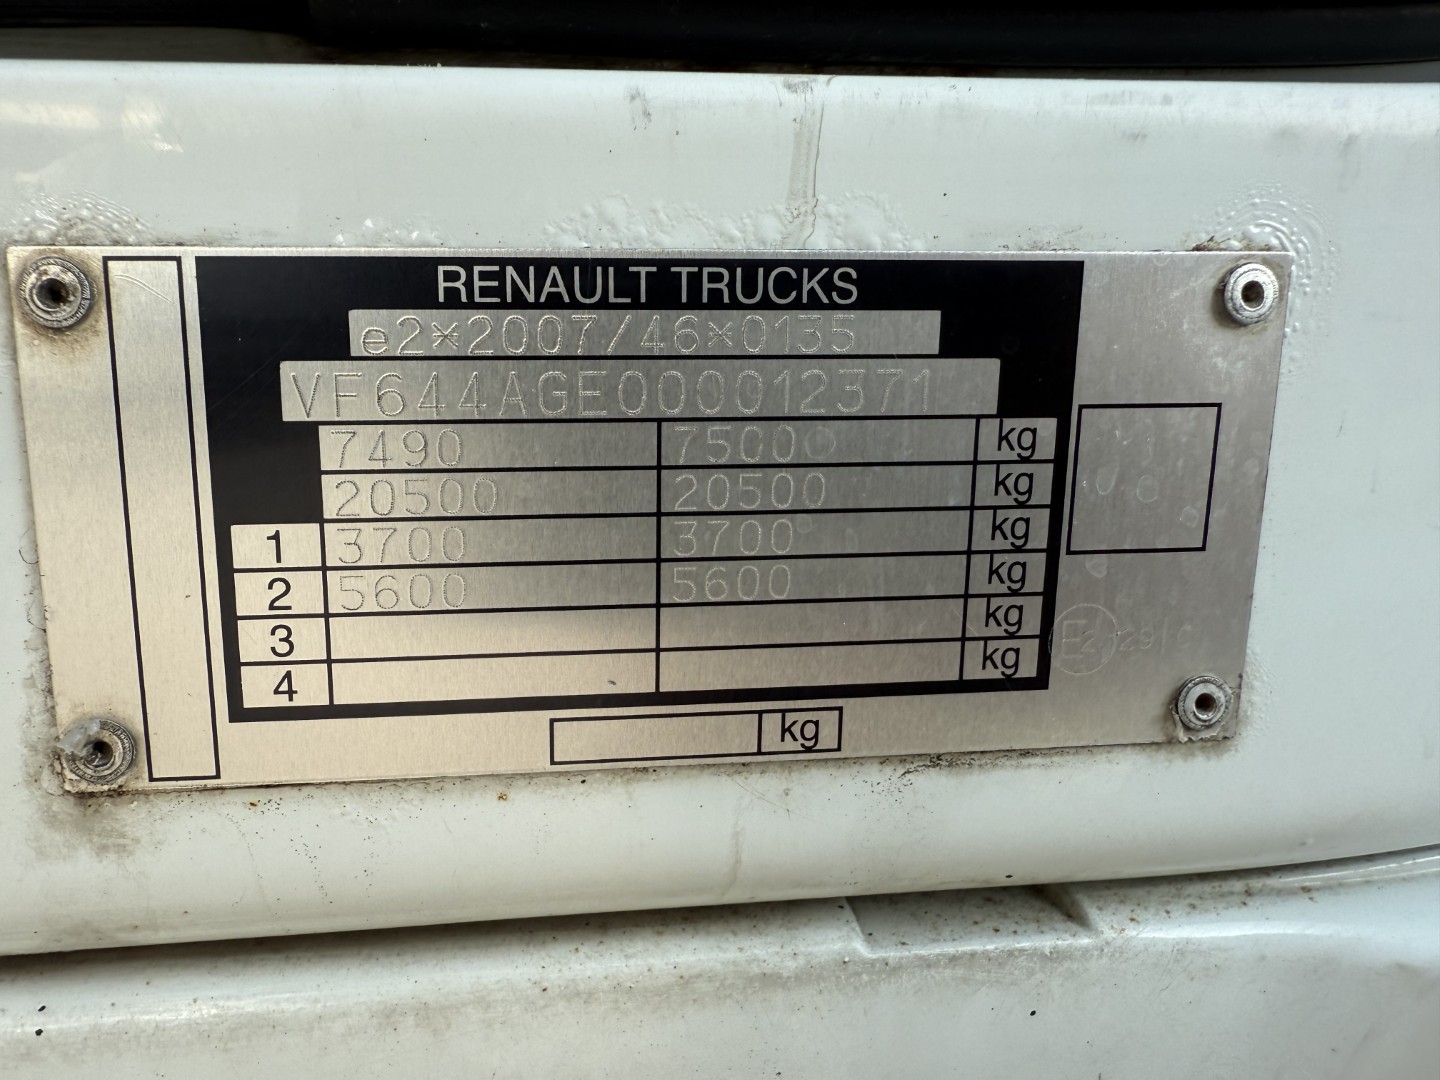 RENAULT TRUCKS
e2*2007/46*0135
VF644AGE000012371
7490 7500 kg
20500 20500 kg
1 3700 3700 kg
2 5600 5600 kg
3 kg
4 kg
kg
E2